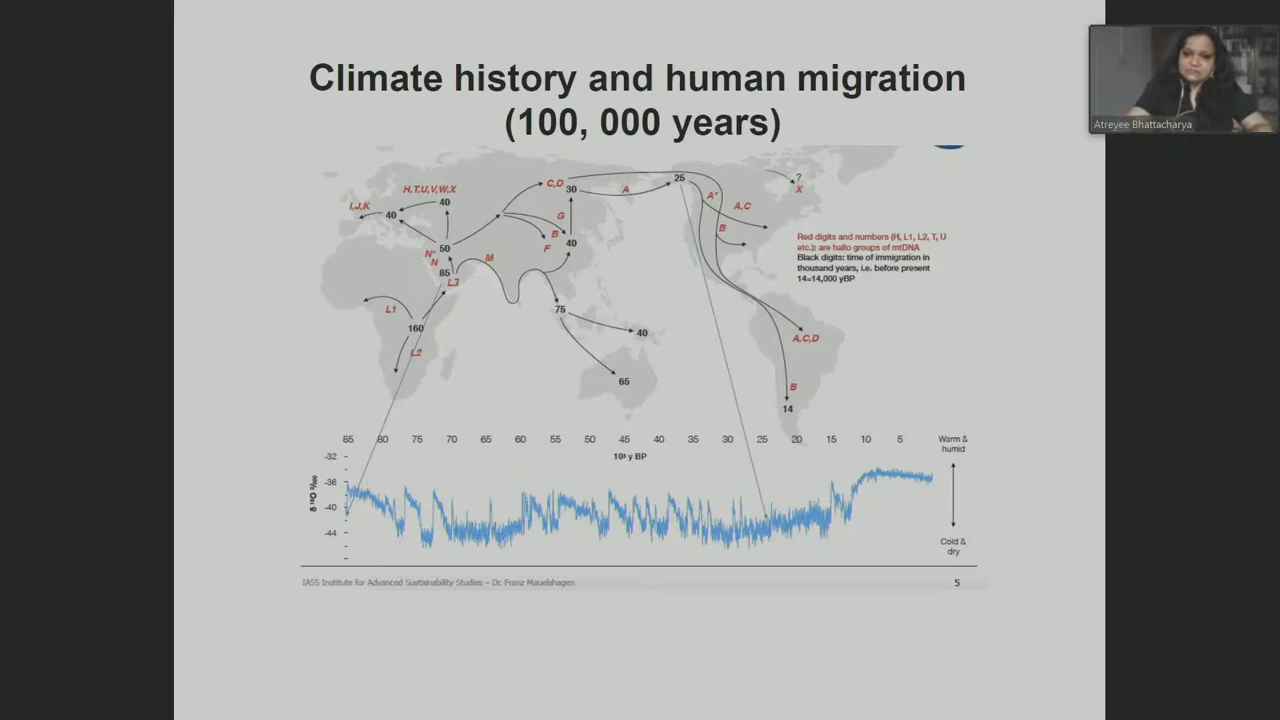 Climate history and human migration
(100, 000 years)
Atreyee Bhattacharya
H,T,U,V,W,X
I,J,K
40
40
C,D
30
A
25
?
X
A*
A,C
G
B
F
40
B
50
N*
N
85
L3
M
Red digits and numbers (H, L1, L2, T, U
etc.): are hallo groups of mtDNA
Black digits: time of immigration in
thousand years, i.e. before present
14=14,000 yBP
L1
160
L2
75
40
65
A,C,D
B
14
85 80 75 70 65 60 55 50 45 40 35 30 25 20 15 10 5
10³ y BP
Warm &
humid
-32
-36
-40
-44
δ ¹⁸O ⁰/₀₀
Cold &
dry
IASS Institute for Advanced Sustainability Studies – Dr. Franz Mauelshagen
5